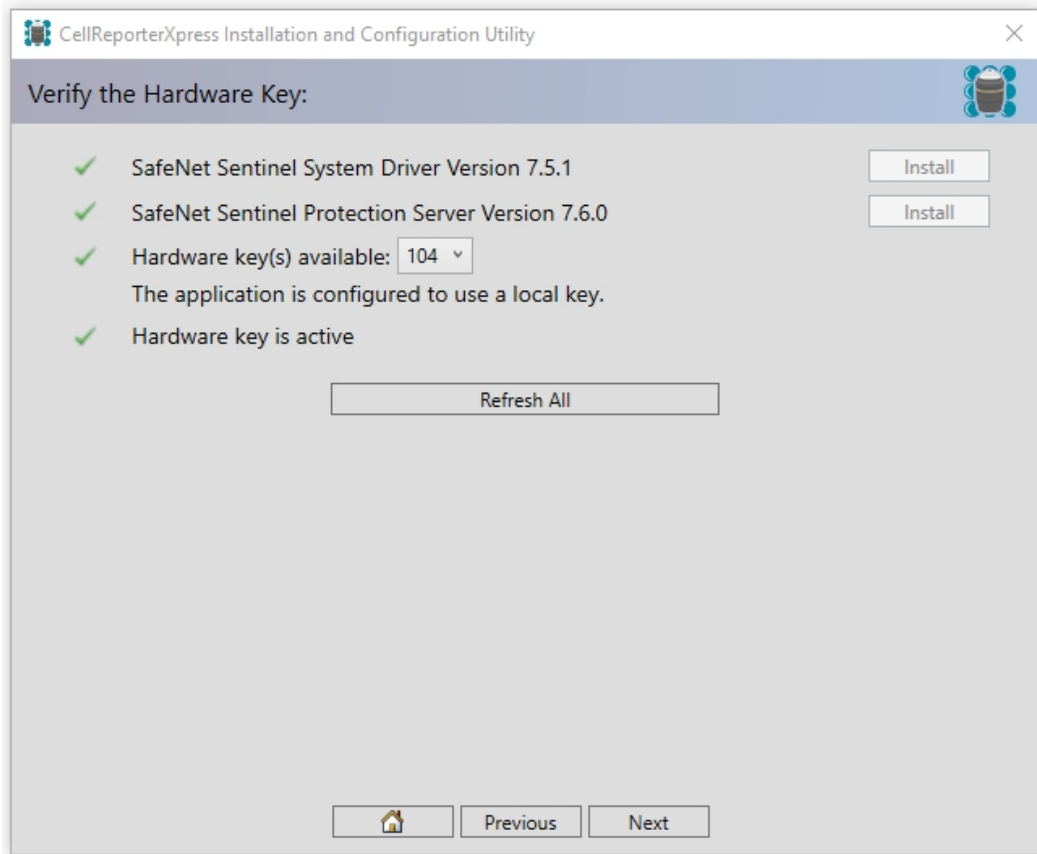 CellReporterXpress Installation and Configuration Utility
Verify the Hardware Key:
SafeNet Sentinel System Driver Version 7.5.1 Install
SafeNet Sentinel Protection Server Version 7.6.0 Install
Hardware key(s) available: 104
The application is configured to use a local key.
Hardware key is active
Refresh All
Previous Next